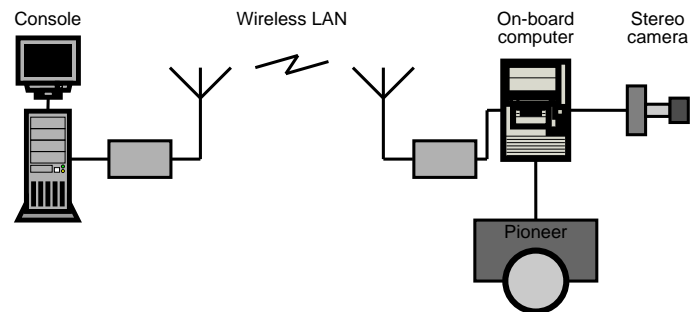 Console
Wireless LAN
On-board
computer
Stereo
camera
Pioneer